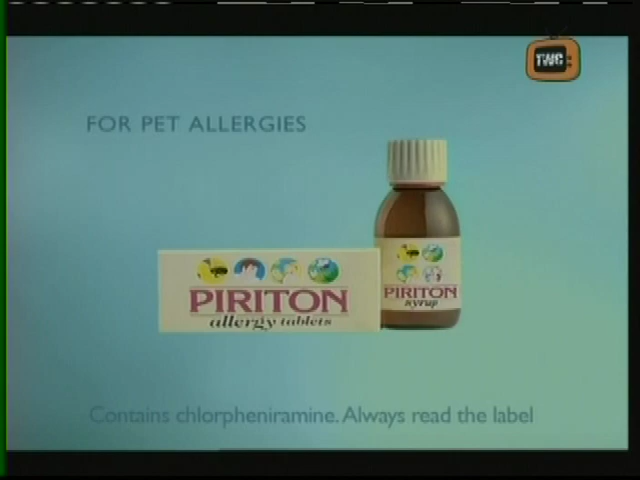 TWC
FOR PET ALLERGIES
PIRITON
allergy tablets
PIRITON
syrup
Contains chlorpheniramine. Always read the label